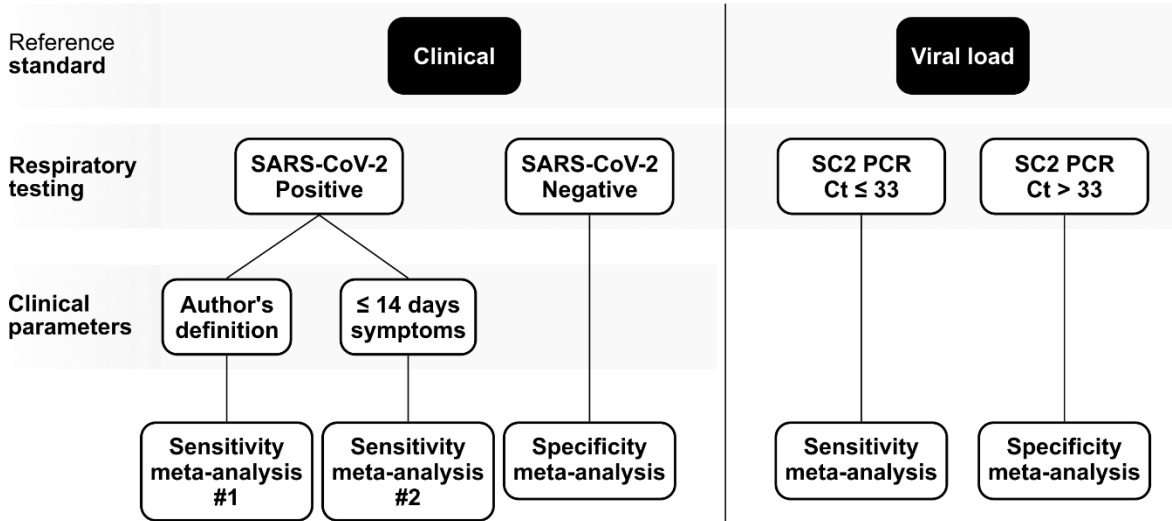 Reference
standard
Clinical
Viral load
Respiratory
testing
SARS-CoV-2
Positive
SARS-CoV-2
Negative
SC2 PCR
Ct ≤ 33
SC2 PCR
Ct > 33
Clinical
parameters
Author's
definition
≤ 14 days
symptoms
Sensitivity
meta-analysis
#1
Sensitivity
meta-analysis
#2
Specificity
meta-analysis
Sensitivity
meta-analysis
Specificity
meta-analysis